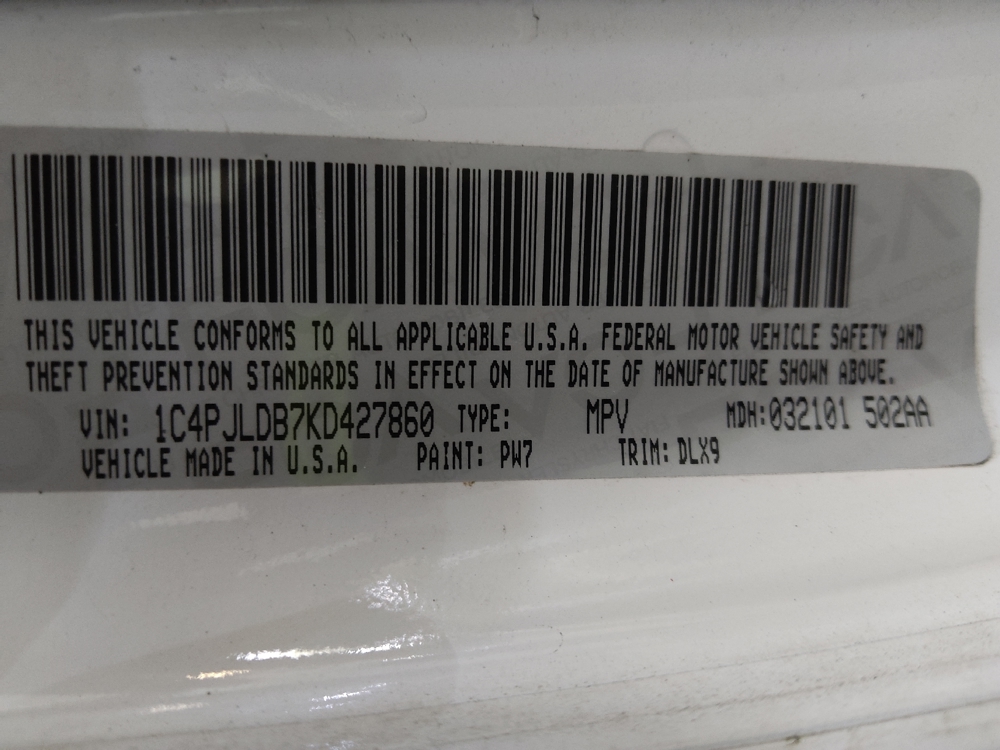 THIS VEHICLE CONFORMS TO ALL APPLICABLE U.S.A. FEDERAL MOTOR VEHICLE SAFETY AND
THEFT PREVENTION STANDARDS IN EFFECT ON THE DATE OF MANUFACTURE SHOWN ABOVE.
VIN: 1C4PJLDB7KD427860 TYPE: MPV MDH:032101 502AA
VEHICLE MADE IN U.S.A. PAINT: PW7 TRIM: DLX9